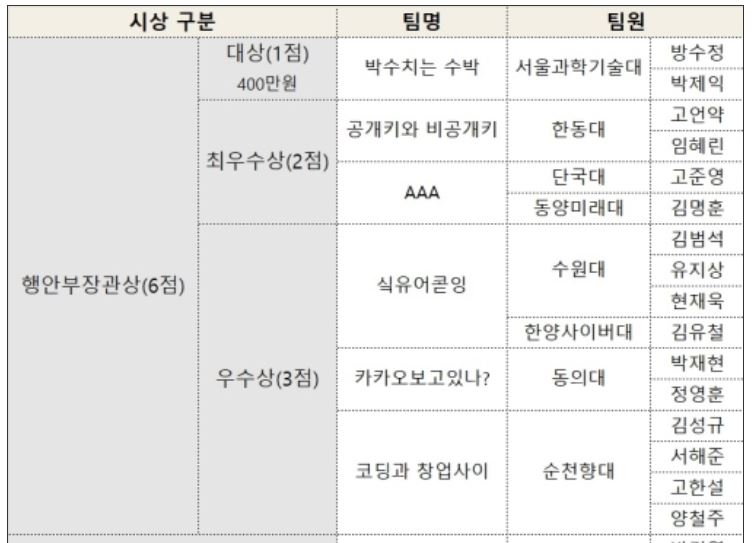 시상 구분 팀명 팀원
행안부장관상(6점)
대상(1점)
400만원
박수치는 수박 서울과학기술대 방수정
박제익
최우수상(2점)
공개키와 비공개키 한동대 고언약
임혜린
AAA 단국대 고준영
동양미래대 김명훈
우수상(3점)
싴유어콛잉 수원대 김범석
유지상
현재욱
한양사이버대 김유철
카카오보고있나? 동의대 박재현
정영훈
코딩과 창업사이 순천향대 김성규
서해준
고한설
양철주